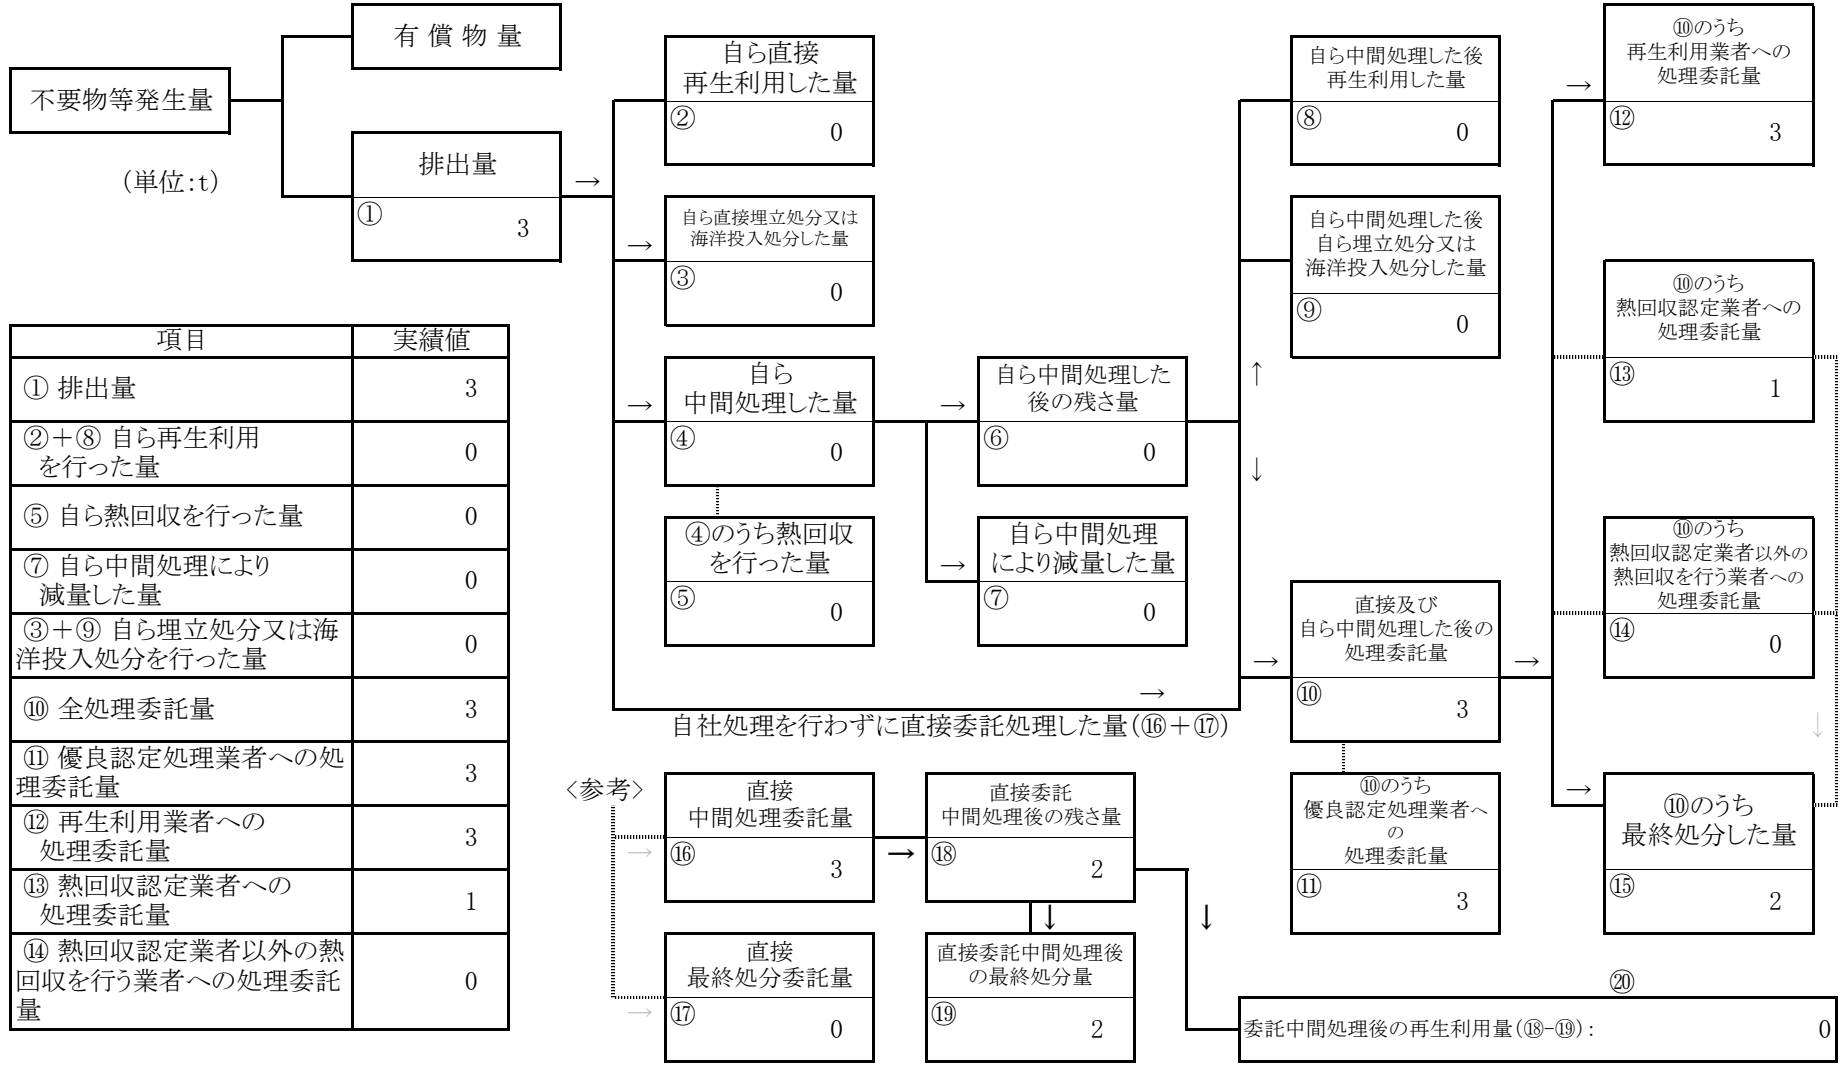 有償物量
不要物等発生量
(単位:t)
排出量
①
3
→
自ら直接
再生利用した量
②
0
→
自ら直接埋立処分又は
海洋投入処分した量
③
0
→
自ら
中間処理した量
④
0
④のうち熱回収
を行った量
⑤
0
→
自ら中間処理した
後の残さ量
⑥
0
→
自ら中間処理
により減量した量
⑦
0
↑
↓
自ら中間処理した後
再生利用した量
⑧
0
自ら中間処理した後
自ら埋立処分又は
海洋投入処分した量
⑨
0
→
自社処理を行わずに直接委託処理した量(⑯+⑰)
→
直接及び
自ら中間処理した後の
処理委託量
⑩
3
⑩のうち
優良認定処理業者へ
の
処理委託量
⑪
3
→
→
⑩のうち
再生利用業者への
処理委託量
⑫
3
⑩のうち
熱回収認定業者への
処理委託量
⑬
1
⑩のうち
熱回収認定業者以外の
熱回収を行う業者への
処理委託量
⑭
0
↓
→
⑩のうち
最終処分した量
⑮
2
項目 実績値
① 排出量 3
②+⑧ 自ら再生利用
を行った量 0
⑤ 自ら熱回収を行った量 0
⑦ 自ら中間処理により
減量した量 0
③+⑨ 自ら埋立処分又は海
洋投入処分を行った量 0
⑩ 全処理委託量 3
⑪ 優良認定処理業者への処
理委託量 3
⑫ 再生利用業者への
処理委託量 3
⑬ 熱回収認定業者への
処理委託量 1
⑭ 熱回収認定業者以外の熱
回収を行う業者への処理委託
量 0
<参考>
→
直接
中間処理委託量
⑯
3
→
直接委託
中間処理後の残さ量
⑱
2
→
直接
最終処分委託量
⑰
0
↓
直接委託中間処理後
の最終処分量
⑲
2
↓
⑳
委託中間処理後の再生利用量(⑱-⑲): 0